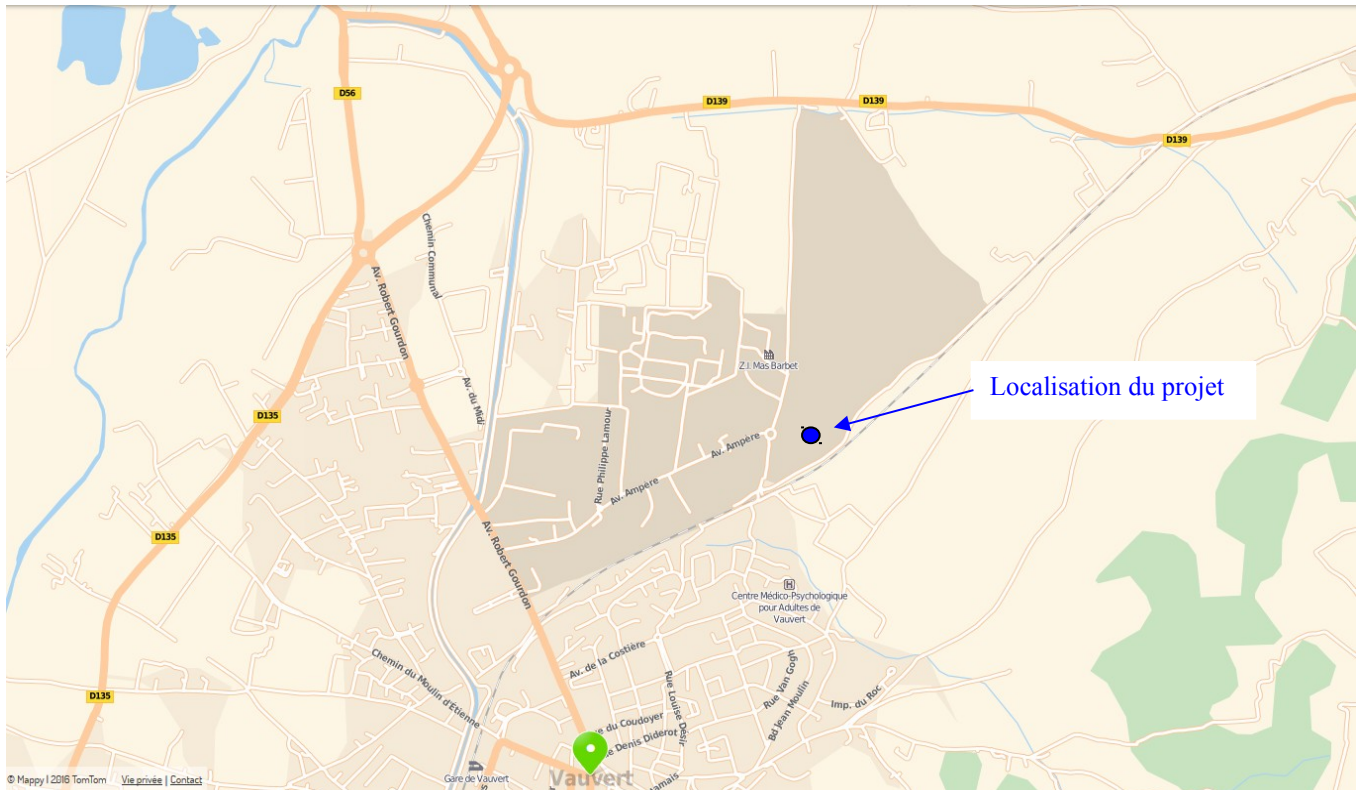 D56
D139
D139
D139
Chemin Communal
Av. Robert Gourdon
Z.I. Mas Barbet
Localisation du projet
Av. du Midi
D135
Rue Philippe Lamour
Av. Ampère
Av. Ampère
D135
Av. Robert Gourdon
Centre Médico-Psychologique
pour Adultes de
Vauvert
Av. de la Costière
Chemin du Moulin d'Étienne
Rue Louise Désir
Rue Van Gogh
Bd Jean Moulin
Imp. du Roc
D135
du Coudoyer
Denis Diderot
Gare de Vauvert
Vauvert
© Mappy | 2016 TomTom Vie privée | Contact